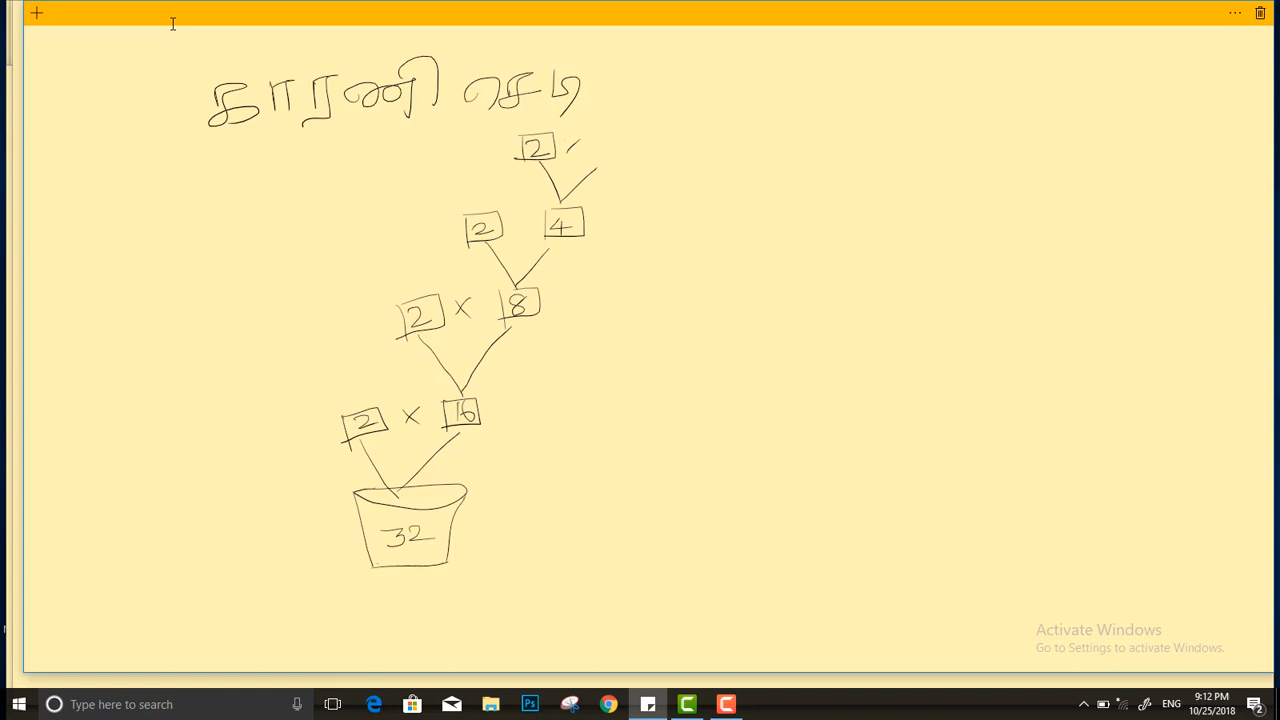 காரணி செடி
2
2 4
2 x 8
2 x 16
32
Activate Windows
Go to Settings to activate Windows.
Type here to search
ENG
9:12 PM
10/25/2018